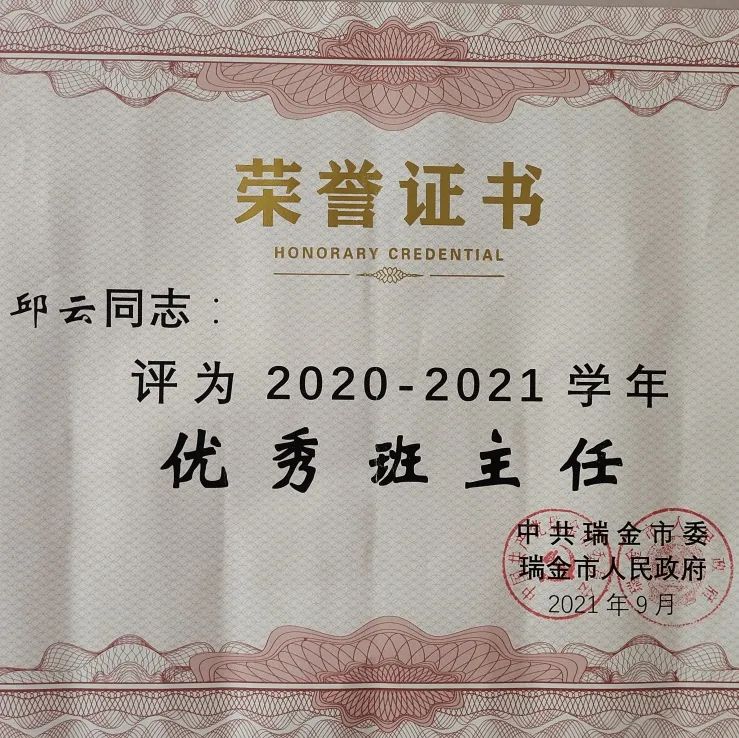 荣誉证书
HONORARY CREDENTIAL
邱云同志：
评为 2020-2021 学年
优秀班主任
中共瑞金市委
瑞金市人民政府
2021年9月